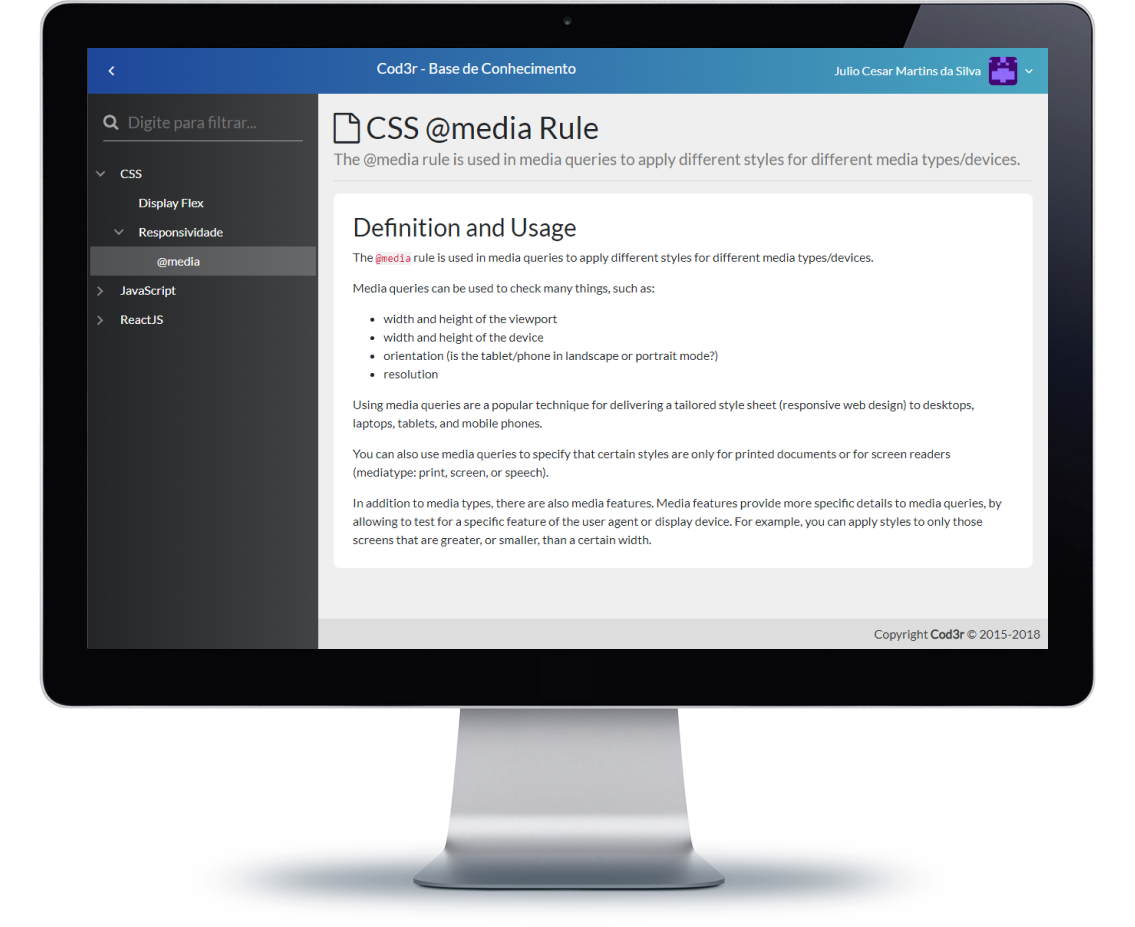 Cod3r - Base de Conhecimento
Julio Cesar Martins da Silva
Digite para filtrar...
CSS
Display Flex
Responsividade
@media
JavaScript
ReactJS
CSS @media Rule
The @media rule is used in media queries to apply different styles for different media types/devices.
Definition and Usage
The @media rule is used in media queries to apply different styles for different media types/devices.
Media queries can be used to check many things, such as:
• width and height of the viewport
• width and height of the device
• orientation (is the tablet/phone in landscape or portrait mode?)
• resolution
Using media queries are a popular technique for delivering a tailored style sheet (responsive web design) to desktops,
laptops, tablets, and mobile phones.
You can also use media queries to specify that certain styles are only for printed documents or for screen readers
(mediatype: print, screen, or speech).
In addition to media types, there are also media features. Media features provide more specific details to media queries, by
allowing to test for a specific feature of the user agent or display device. For example, you can apply styles to only those
screens that are greater, or smaller, than a certain width.
Copyright Cod3r © 2015-2018